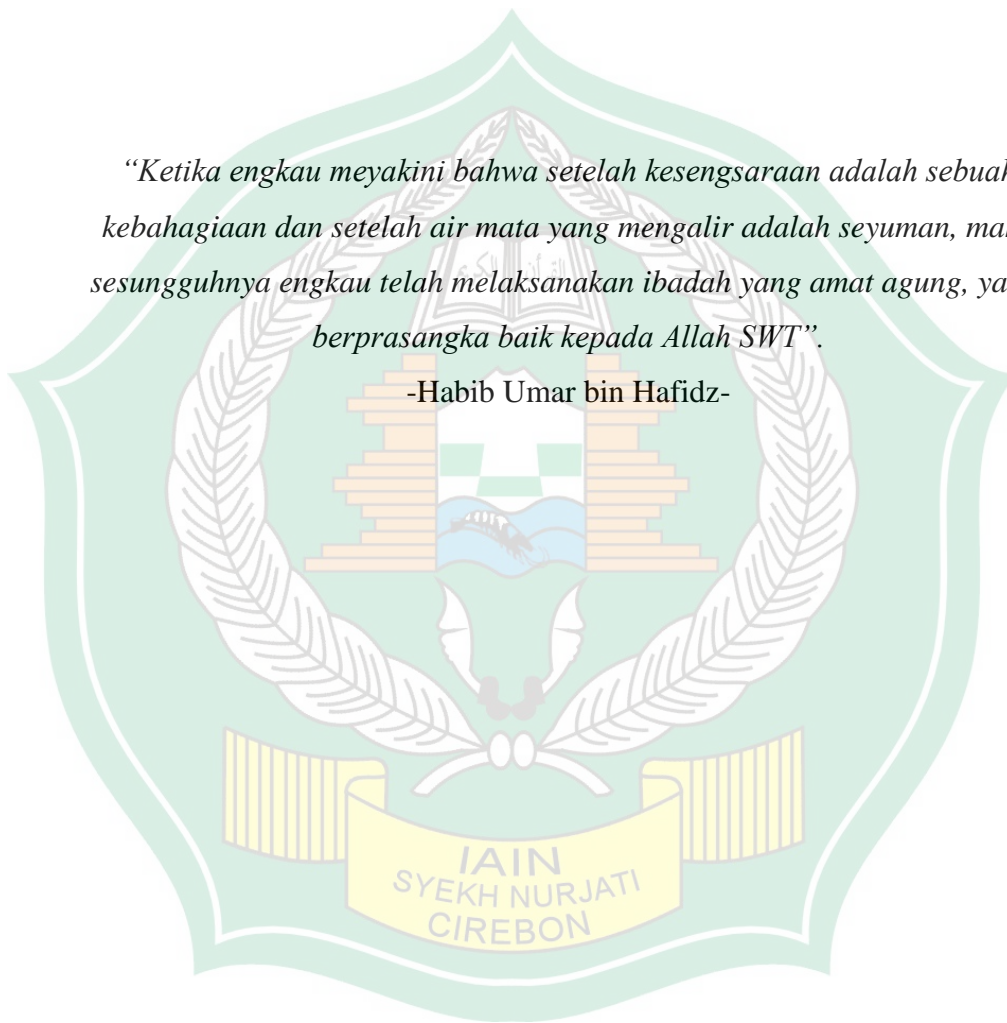 “Ketika engkau meyakini bahwa setelah kesengsaraan adalah sebuah
kebahagiaan dan setelah air mata yang mengalir adalah seyuman,
القرآن الكريم
sesungguhnya engkau telah melaksanakan ibadah yang amat agung,
berprasangka baik kepada Allah SWT”.
-Habib Umar bin Hafidz-
IAIN
SYEKH NURJATI
CIREBON